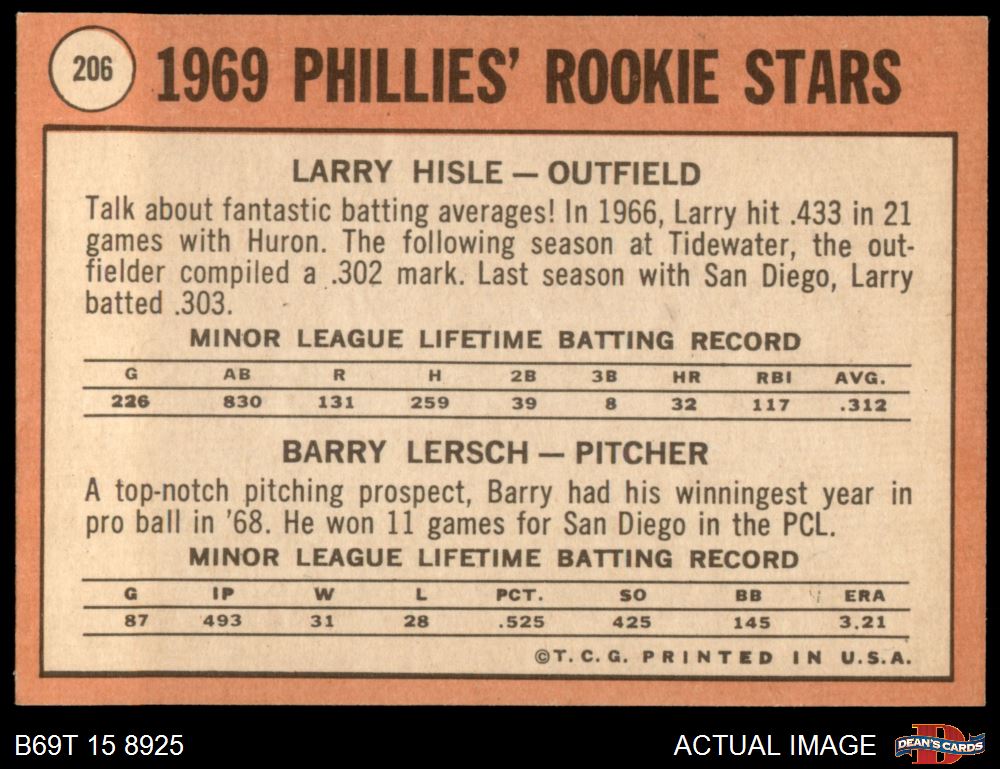 206
1969 PHILLIES' ROOKIE STARS
LARRY HISLE — OUTFIELD
Talk about fantastic batting averages! In 1966, Larry hit .433 in 21
games with Huron. The following season at Tidewater, the out-
fielder compiled a .302 mark. Last season with San Diego, Larry
batted .303.
MINOR LEAGUE LIFETIME BATTING RECORD
G AB R H 2B 3B HR RBI AVG.
226 830 131 259 39 8 32 117 .312
BARRY LERSCH — PITCHER
A top-notch pitching prospect, Barry had his winningest year in
pro ball in '68. He won 11 games for San Diego in the PCL.
MINOR LEAGUE LIFETIME BATTING RECORD
G IP W L PCT. SO BB ERA
87 493 31 28 .525 425 145 3.21
©T.C.G. PRINTED IN U.S.A.
B69T 15 8925
ACTUAL IMAGE
D
DEAN'S CARDS